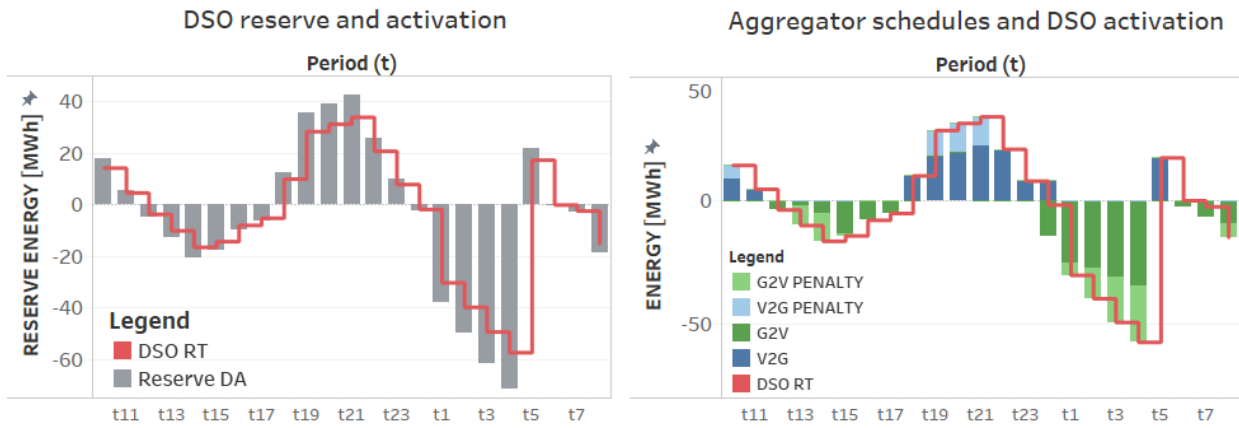 DSO reserve and activation
Period (t)
RESERVE ENERGY [MWh]
40
20
0
-20
-40
-60
Legend
DSO RT
Reserve DA
t11 t13 t15 t17 t19 t21 t23 t1 t3 t5 t7
Aggregator schedules and DSO activation
Period (t)
ENERGY [MWh]
50
0
-50
Legend
G2V PENALTY
V2G PENALTY
G2V
V2G
DSO RT
t11 t13 t15 t17 t19 t21 t23 t1 t3 t5 t7